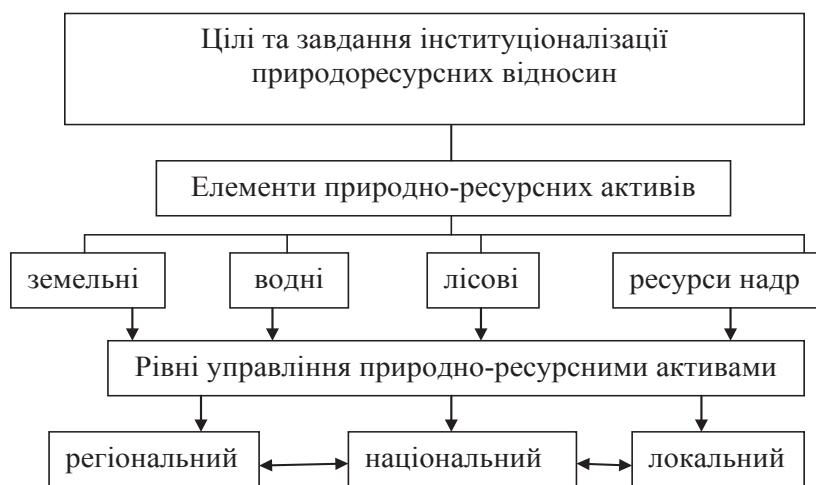 Цілі та завдання інституціоналізації
природоресурсних відносин
Елементи природно-ресурсних активів
земельні
водні
лісові
ресурси надр
Рівні управління природно-ресурсними активами
регіональний
національний
локальний